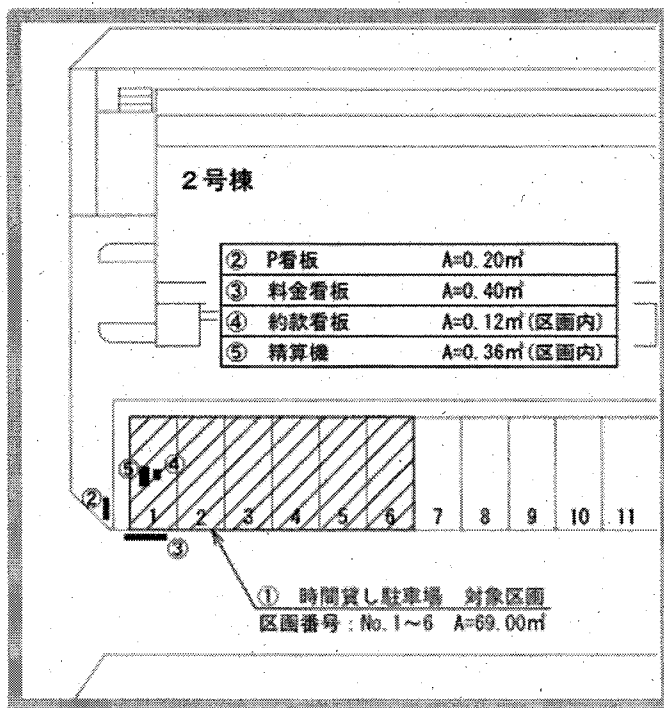 2号棟
② P看板 A=0.20㎡
③ 料金看板 A=0.40㎡
④ 約款看板 A=0.12㎡(区画内)
⑤ 精算機 A=0.36㎡(区画内)
⑤ ④
②
1 2 3 4 5 6 7 8 9 10 11
③
① 時間貸し駐車場 対象区画
区画番号:No.1～6 A=69.00㎡